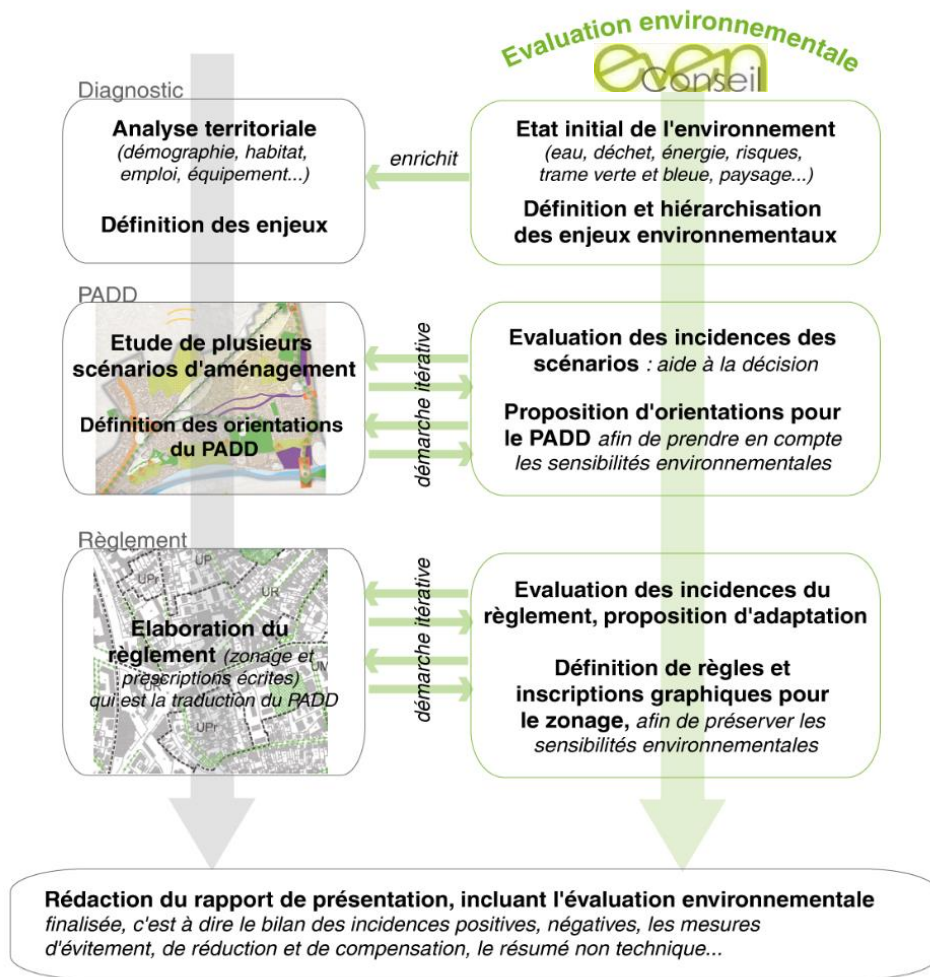 Evaluation environnementale
even
Conseil
Diagnostic
Analyse territoriale
(démographie, habitat,
emploi, équipement...)
Définition des enjeux
enrichit
Etat initial de l'environnement
(eau, déchet, énergie, risques,
trame verte et bleue, paysage...)
Définition et hiérarchisation
des enjeux environnementaux
PADD
Etude de plusieurs
scénarios d'aménagement
Définition des orientations
du PADD
démarche itérative
Evaluation des incidences des
scénarios : aide à la décision
Proposition d'orientations pour
le PADD afin de prendre en compte
les sensibilités environnementales
Règlement
UP
UPr
UR
Elaboration du
règlement (zonage et
UM
prescriptions écrites)
UR
qui est la traduction du PADD
UPr
démarche itérative
Evaluation des incidences du
règlement, proposition d'adaptation
Définition de règles et
inscriptions graphiques pour
le zonage, afin de préserver les
sensibilités environnementales
Rédaction du rapport de présentation, incluant l'évaluation environnementale
finalisée, c'est à dire le bilan des incidences positives, négatives, les mesures
d'évitement, de réduction et de compensation, le résumé non technique...